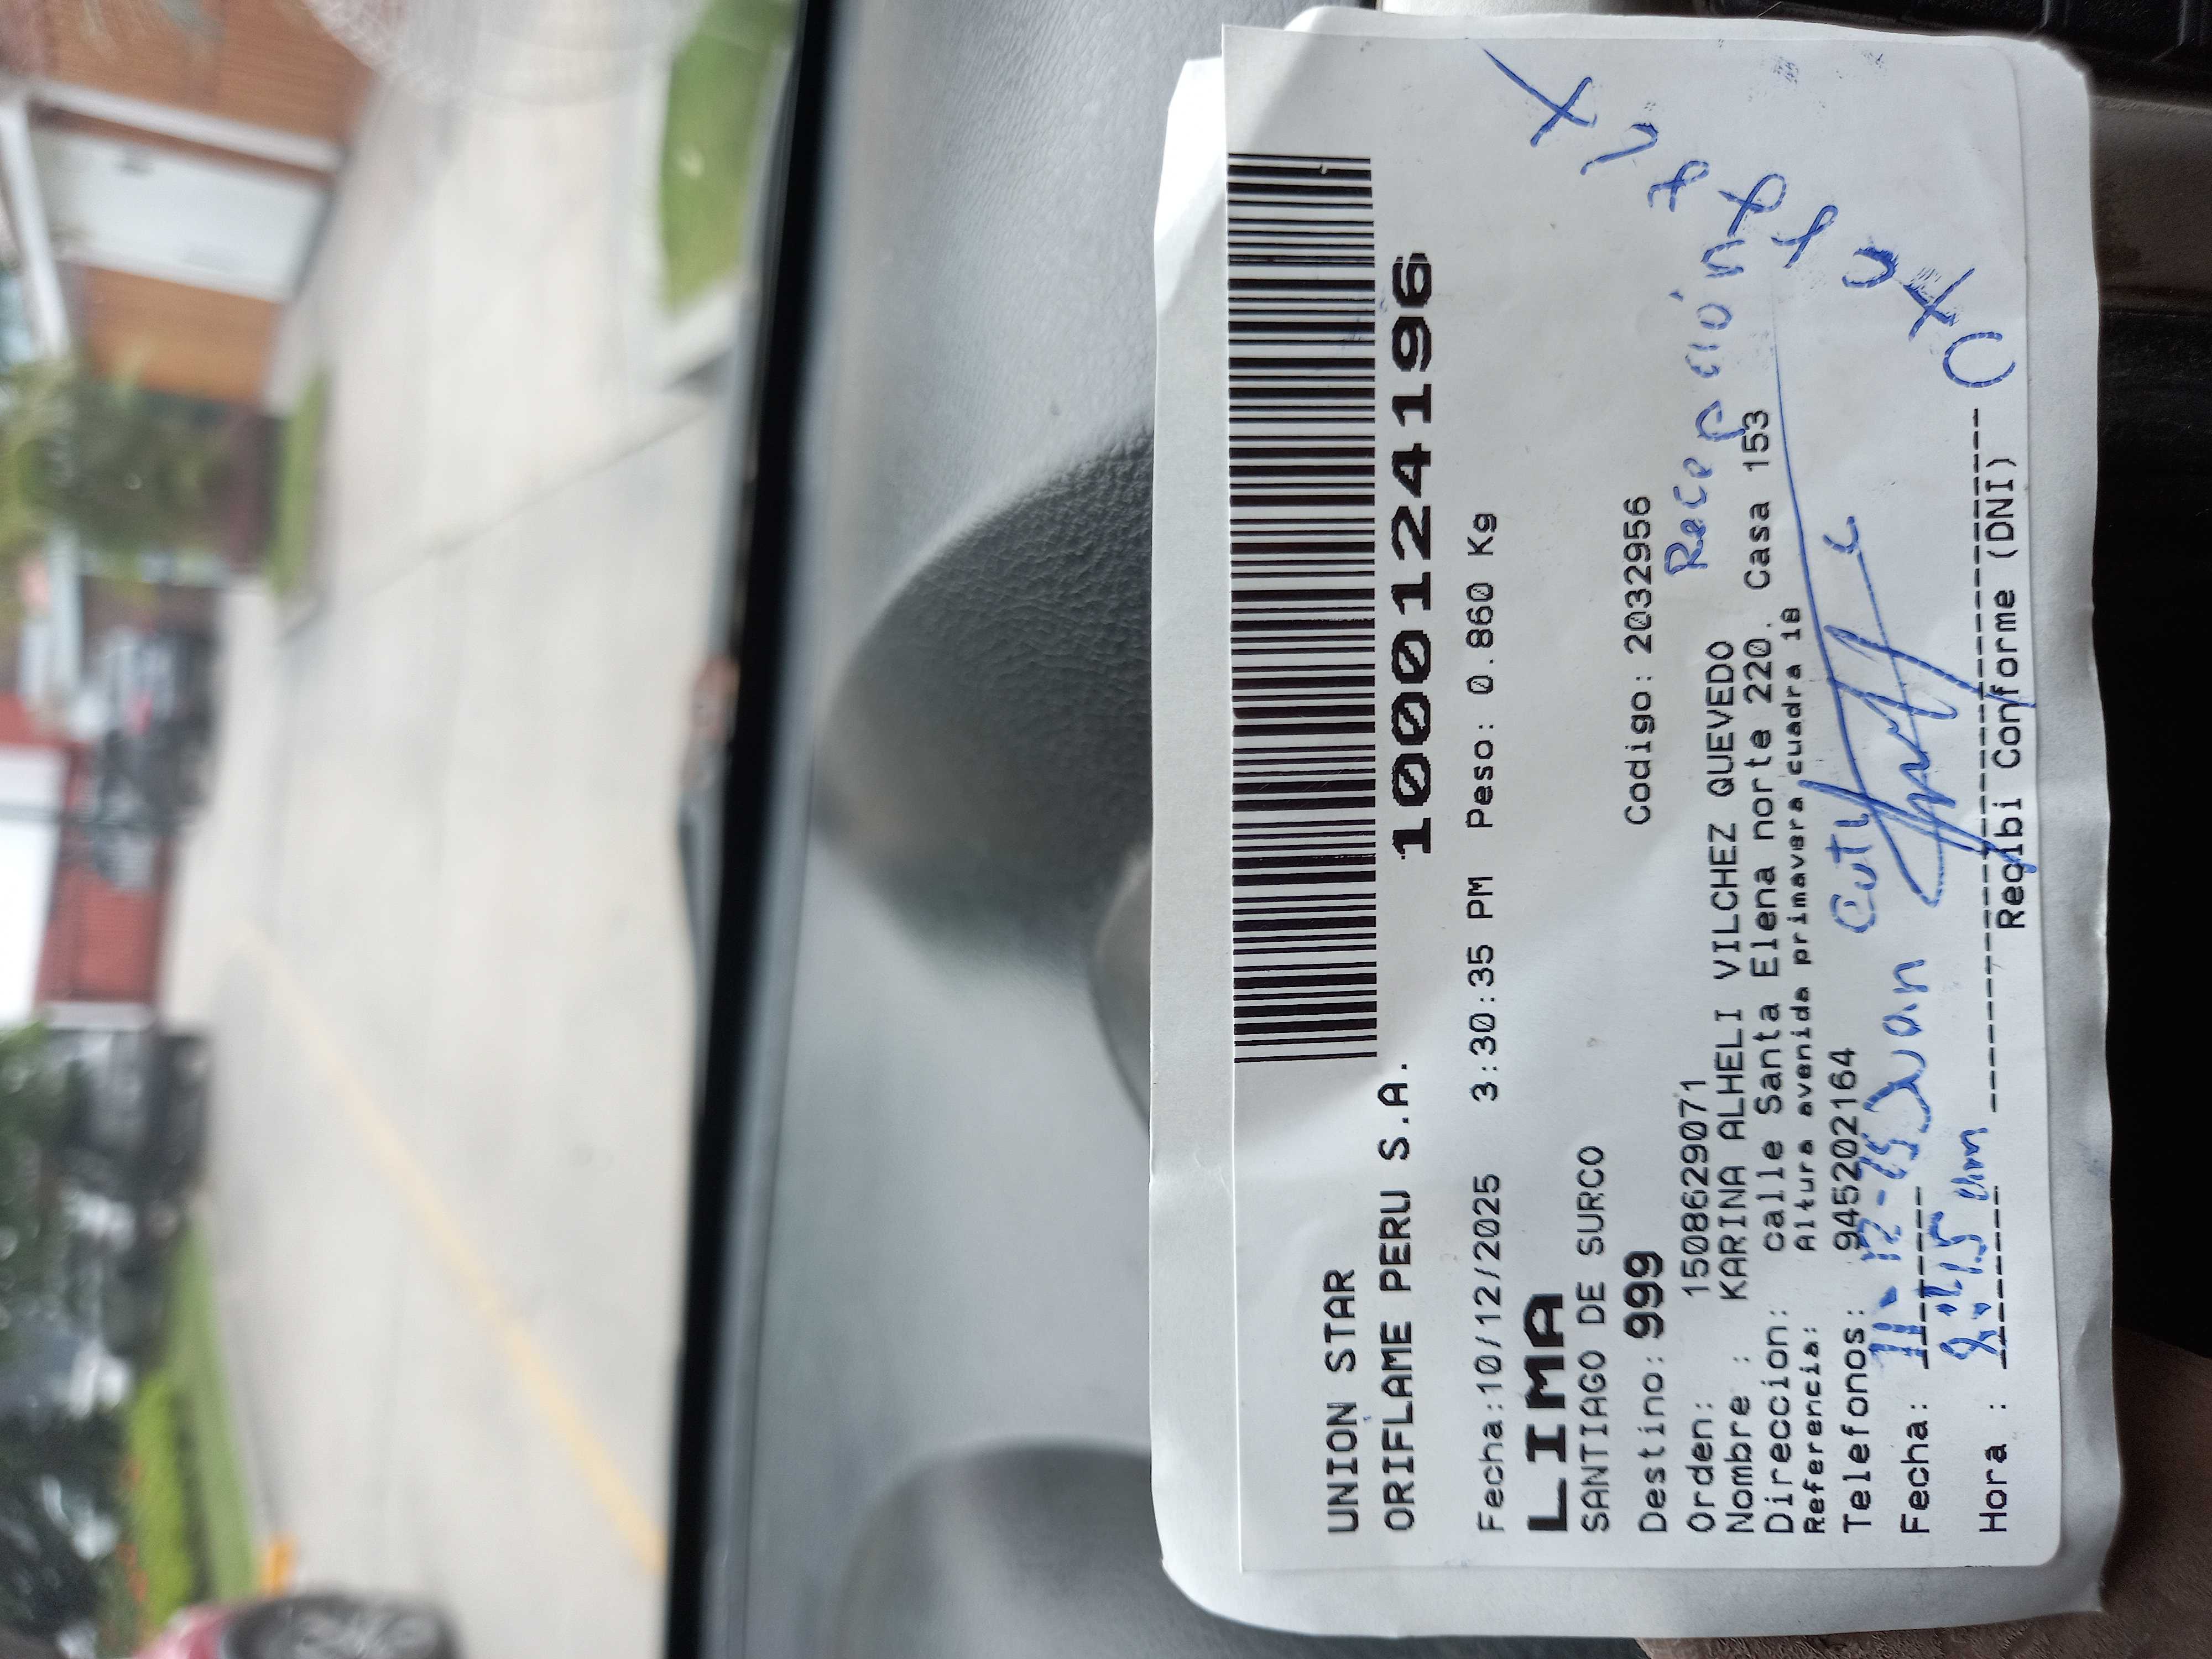 UNION STAR
ORIFLAME PERU S.A.
10001224196
Fecha:10/12/2025 3:30:35 PM Peso: 0.860 Kg
LIMA
SANTIAGO DE SURCO
Destino: 999 Codigo: 2032956
Orden: 1508629071
Recepción
Nombre : KARINA ALHELI VILCHEZ QUEVEDO
Direccion: calle Santa Elena norte 220. Casa 153
Referencia: Altura avenida primavera cuadra 18
Telefonos: 945202164
Fecha: 11-12-25 Juan
Hora : 9:45 am
Recibi Conforme (DNI)